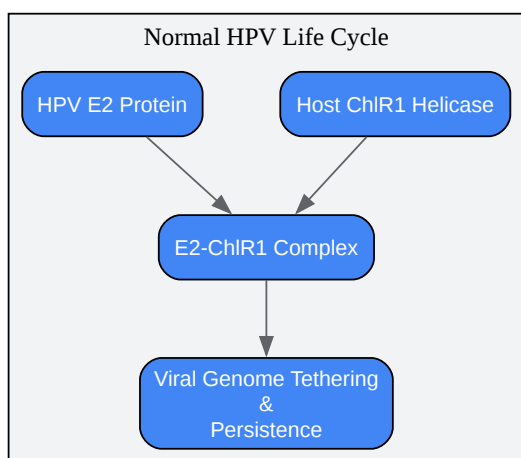 Normal HPV Life Cycle
HPV E2 Protein
Host ChlR1 Helicase
E2-ChlR1 Complex
Viral Genome Tethering
&
Persistence